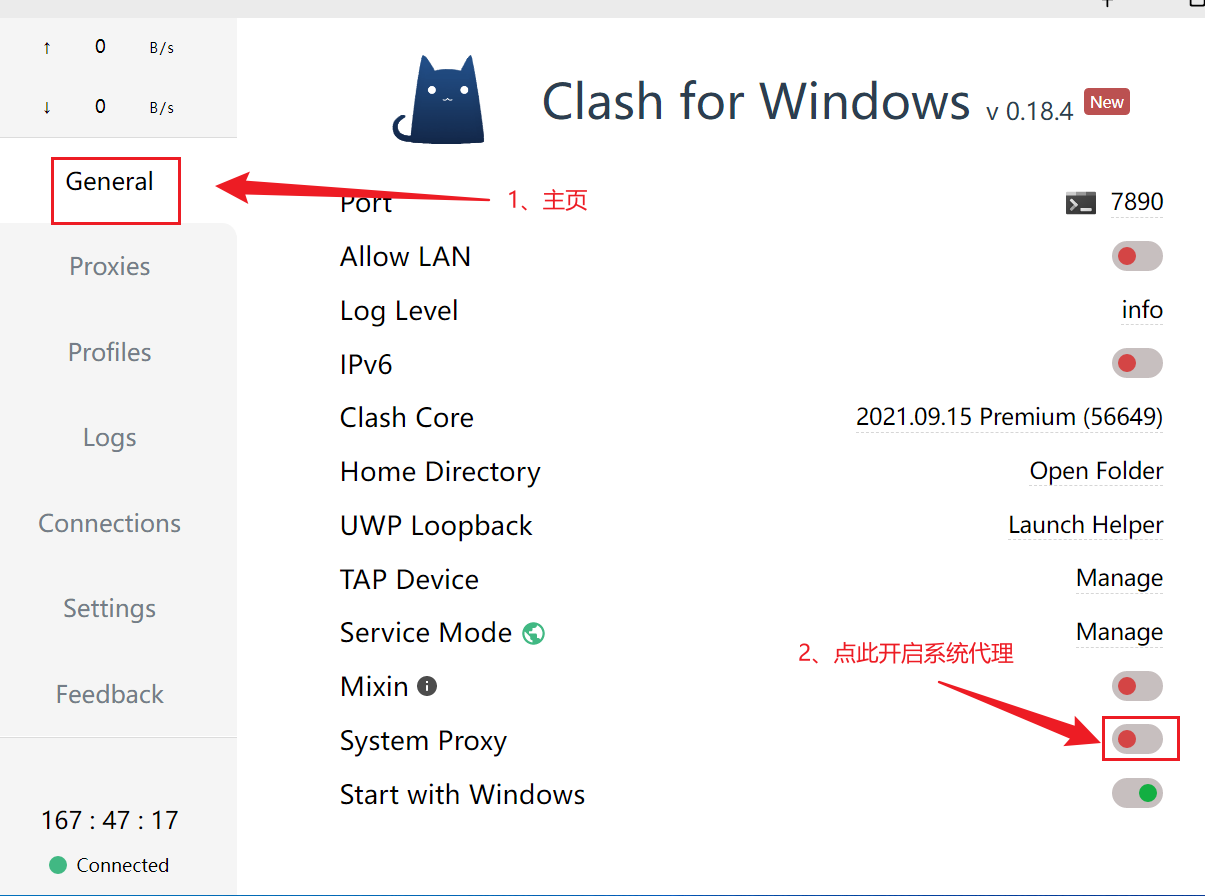 ↑ 0 B/s
↓ 0 B/s
General
Proxies
Profiles
Logs
Connections
Settings
Feedback
167 : 47 : 17
Connected
Clash for Windows v 0.18.4 New
1、主页
Port 7890
Allow LAN
Log Level info
IPv6
Clash Core 2021.09.15 Premium (56649)
Home Directory Open Folder
UWP Loopback Launch Helper
TAP Device Manage
Service Mode Manage
2、点此开启系统代理
Mixin
System Proxy
Start with Windows